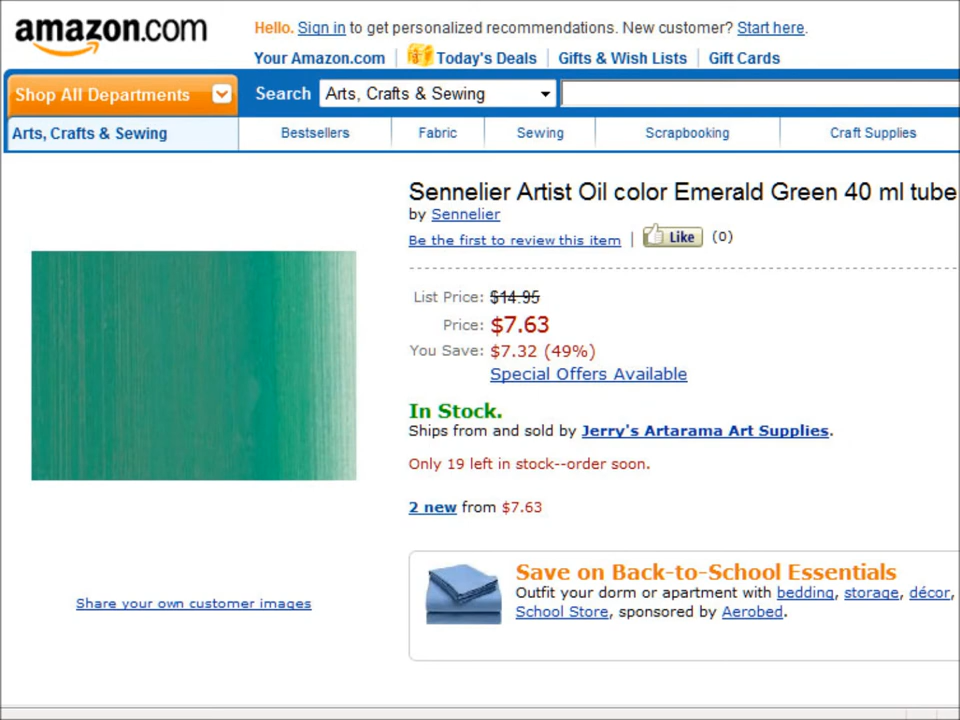 amazon.com
Hello. Sign in to get personalized recommendations. New customer? Start here.
Your Amazon.com Today's Deals Gifts & Wish Lists Gift Cards
Shop All Departments Search Arts, Crafts & Sewing
Arts, Crafts & Sewing Bestsellers Fabric Sewing Scrapbooking Craft Supplies
Sennelier Artist Oil color Emerald Green 40 ml tube
by Sennelier
Be the first to review this item | Like (0)
List Price: $14.95
Price: $7.63
You Save: $7.32 (49%)
Special Offers Available
In Stock.
Ships from and sold by Jerry's Artarama Art Supplies.
Only 19 left in stock--order soon.
2 new from $7.63
Save on Back-to-School Essentials
Outfit your dorm or apartment with bedding, storage, décor,
School Store, sponsored by Aerobed.
Share your own customer images